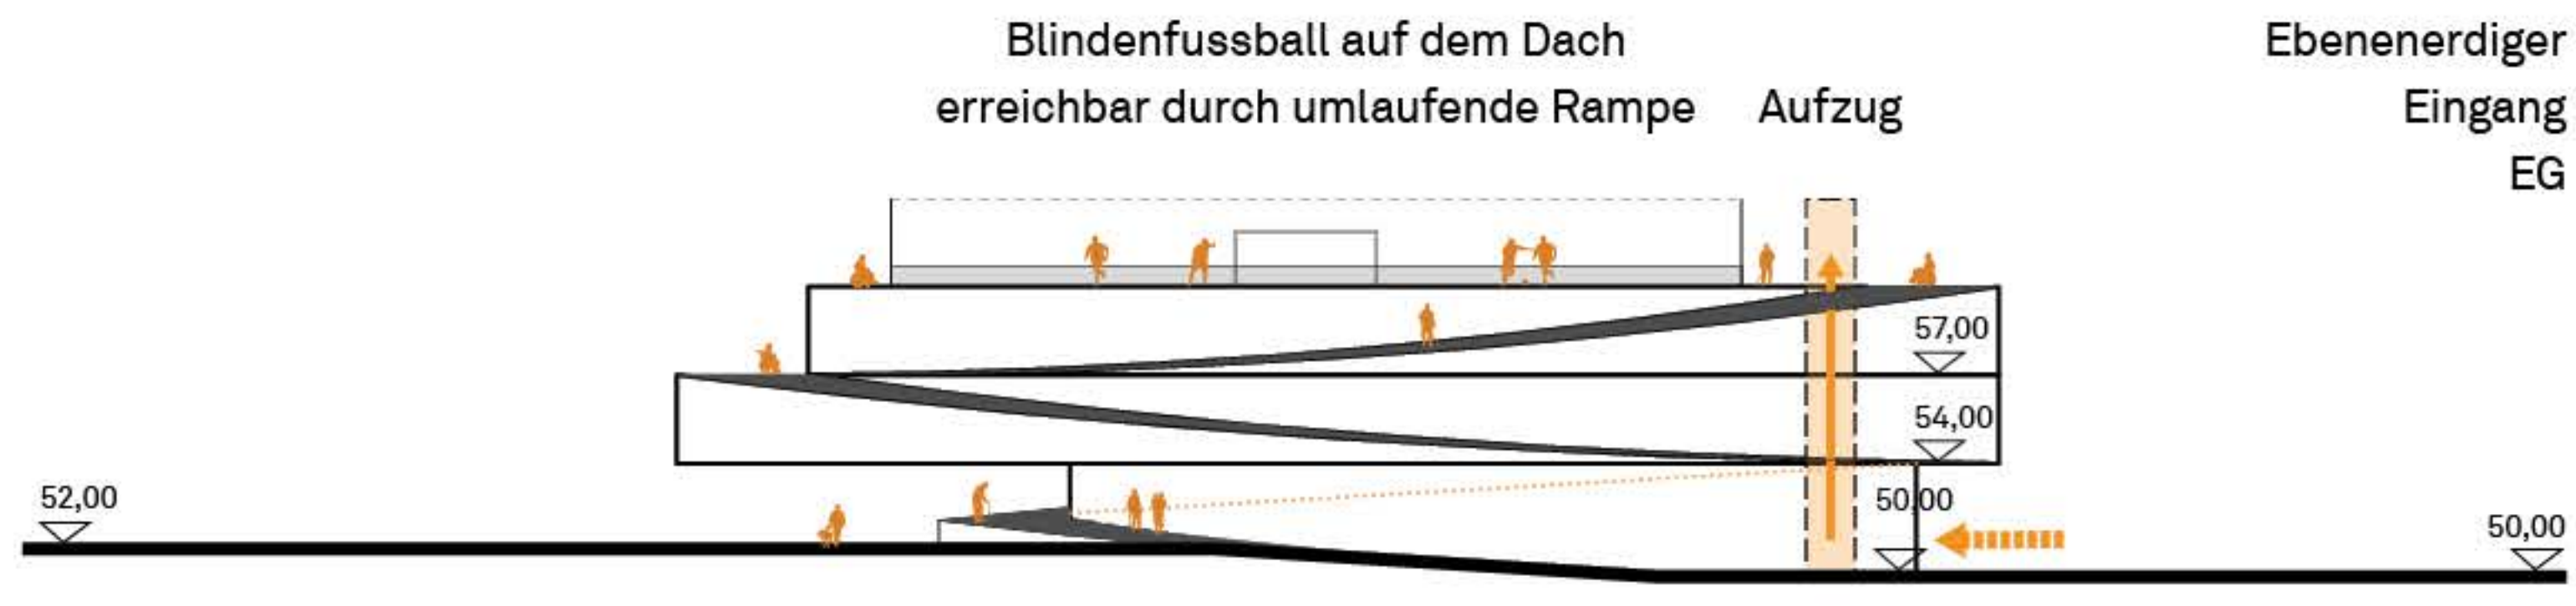 Blindenfussball auf dem Dach
erreichbar durch umlaufende Rampe
Aufzug
Ebenenerdiger
Eingang
EG
57,00
54,00
52,00
50,00
50,00